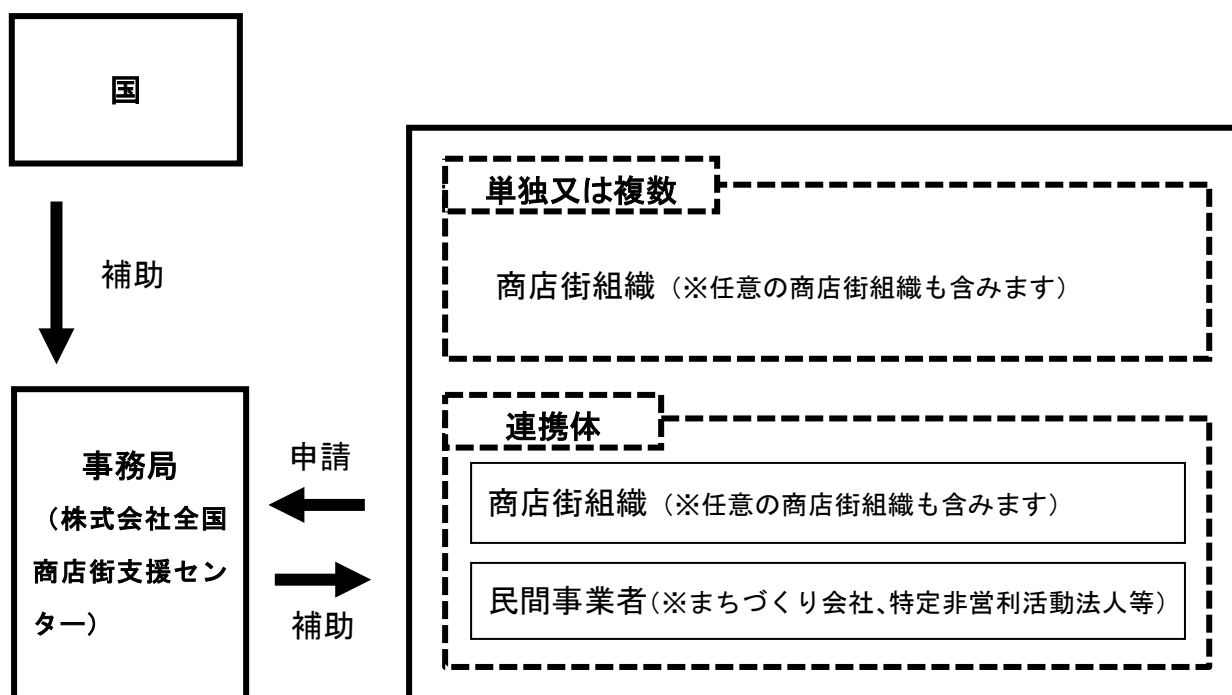 国
補助
事務局
（株式会社全国
商店街支援セン
ター）
申請
補助
単独又は複数
商店街組織（※任意の商店街組織も含みます）
連携体
商店街組織（※任意の商店街組織も含みます）
民間事業者（※まちづくり会社、特定非営利活動法人等）